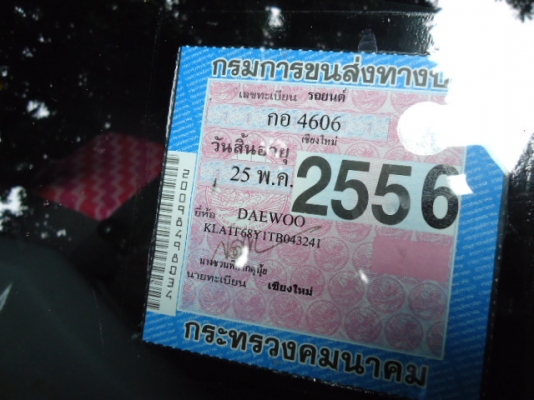 กรมการขนส่งทางบ
เลขทะเบียน รถยนต์
กอ 4606
เชียงใหม่
วันสิ้นอายุ
25 พ.ค. 2556
ยี่ห้อ DAEWOO
KLATF68Y1TB043241
นายทะเบียน เชียงใหม่
กระทรวงคมนาคม
20098498034